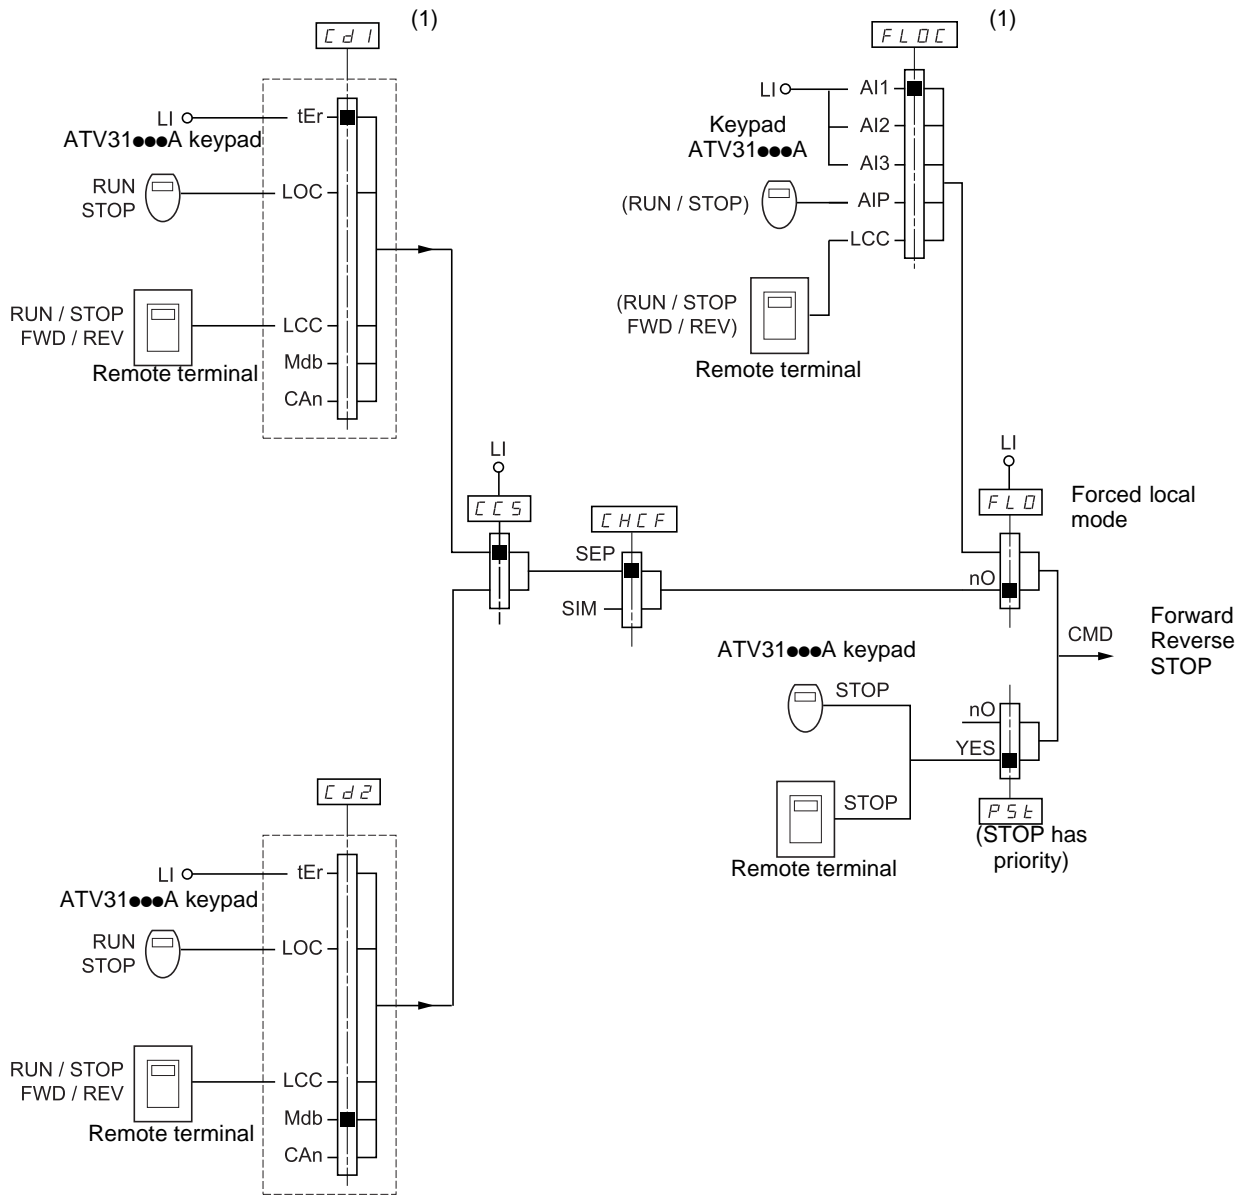 (1)
Cd1
LI
tEr
ATV31●●●A keypad
RUN
STOP
LOC
RUN / STOP
FWD / REV
LCC
Remote terminal
Mdb
CAn
(1)
FLOC
LI
AI1
Keypad
ATV31●●●A
AI2
AI3
(RUN / STOP)
AIP
LCC
(RUN / STOP
FWD / REV)
Remote terminal
LI
CCS
CHCF
SEP
SIM
LI
FLO
Forced local
mode
nO
CMD
Forward
Reverse
STOP
ATV31●●●A keypad
STOP
nO
YES
STOP
Remote terminal
PSt
(STOP has
priority)
Cd2
LI
tEr
ATV31●●●A keypad
RUN
STOP
LOC
RUN / STOP
FWD / REV
LCC
Remote terminal
Mdb
CAn